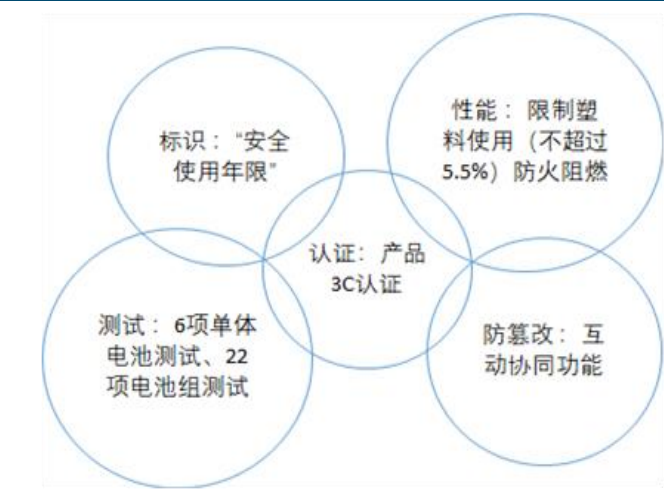 标识：“安全
使用年限”
性能：限制塑
料使用（不超过
5.5%）防火阻燃
认证：产品
3C认证
测试：6项单体
电池测试、22
项电池组测试
防篡改：互
动协同功能